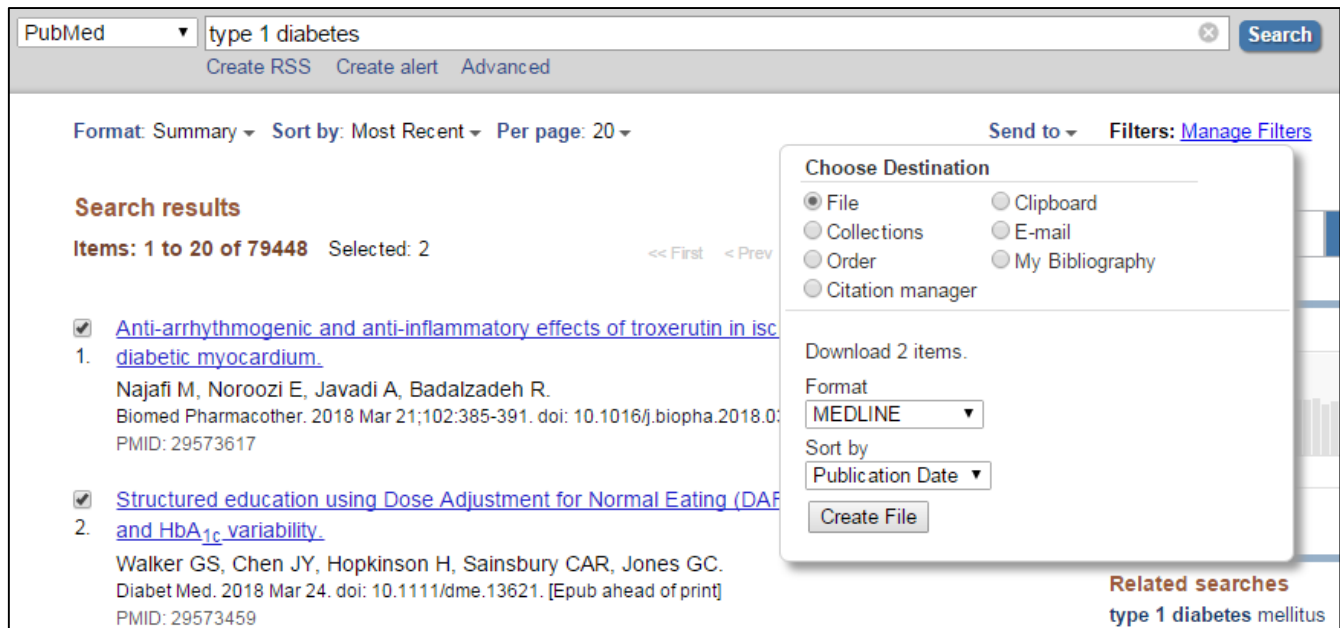 PubMed type 1 diabetes Search
Create RSS Create alert Advanced
Format: Summary Sort by: Most Recent Per page: 20 Send to Filters: Manage Filters
Search results
Items: 1 to 20 of 79448 Selected: 2
<< First < Prev
1. Anti-arrhythmogenic and anti-inflammatory effects of troxerutin in
diabetic myocardium.
Najafi M, Noroozi E, Javadi A, Badalzadeh R.
Biomed Pharmacother. 2018 Mar 21;102:385-391. doi: 10.1016/j.biopha.2018.0
PMID: 29573617
2. Structured education using Dose Adjustment for Normal Eating (DAF
and HbA1c variability.
Walker GS, Chen JY, Hopkinson H, Sainsbury CAR, Jones GC.
Diabet Med. 2018 Mar 24. doi: 10.1111/dme.13621. [Epub ahead of print]
PMID: 29573459
Choose Destination
File Clipboard
Collections E-mail
Order My Bibliography
Citation manager
Download 2 items.
Format
MEDLINE
Sort by
Publication Date
Create File
Related searches
type 1 diabetes mellitus